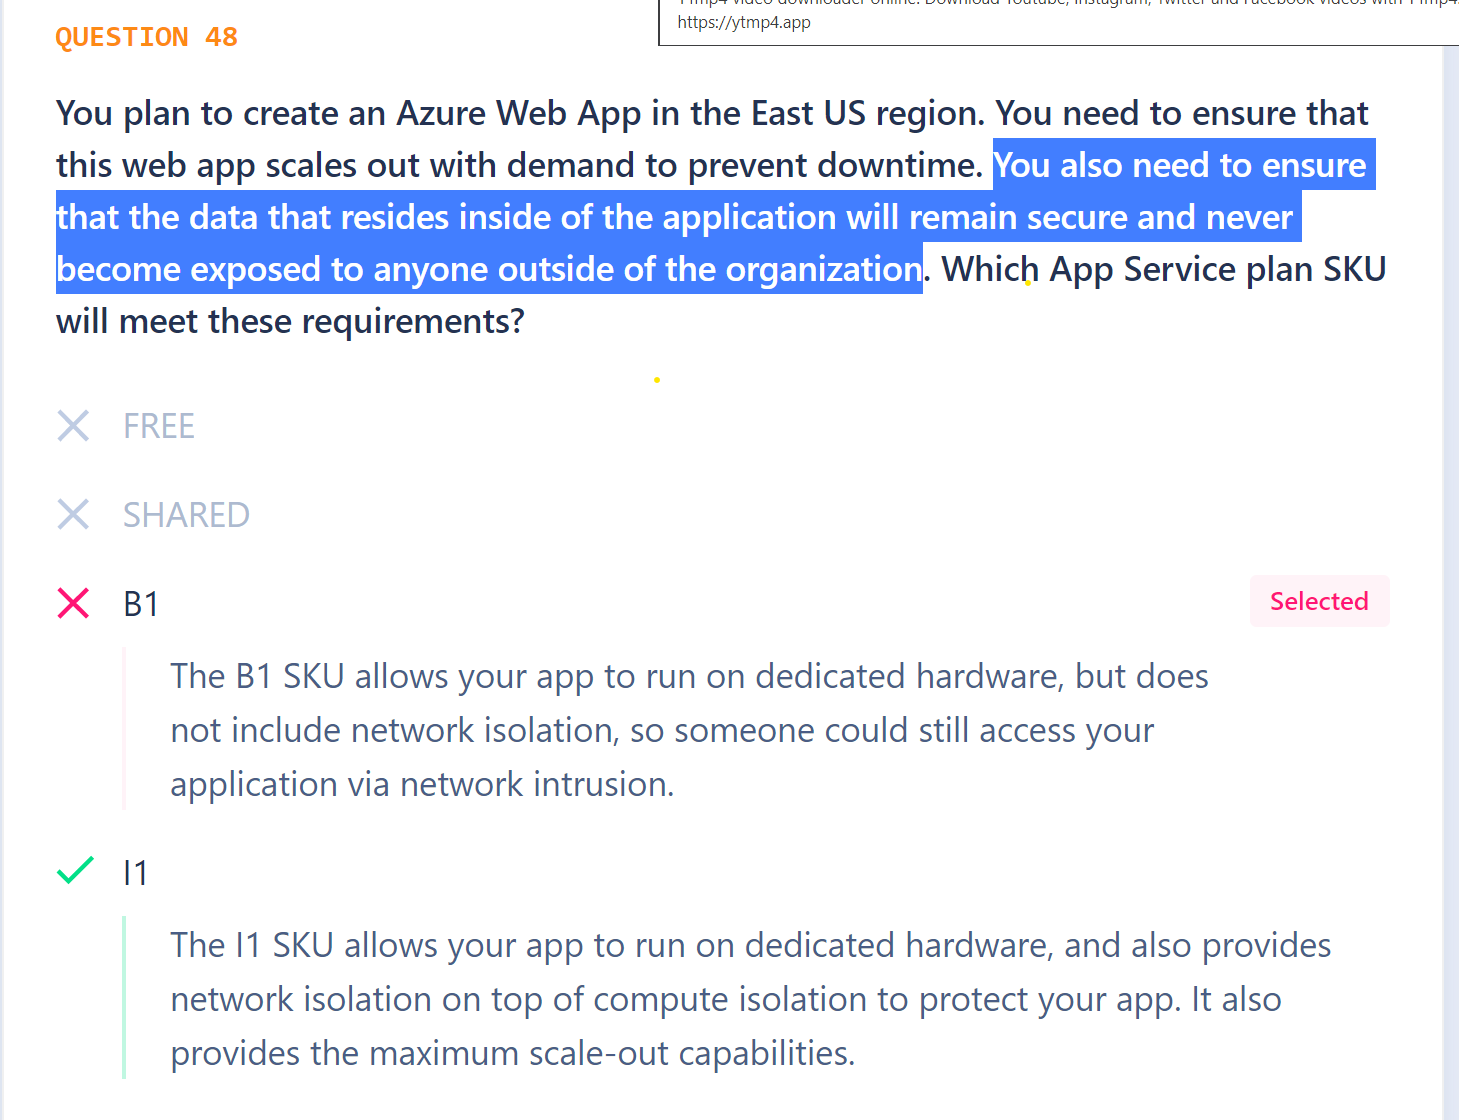 https://ytmp4.app
QUESTION 48
You plan to create an Azure Web App in the East US region. You need to ensure that
this web app scales out with demand to prevent downtime. You also need to ensure
that the data that resides inside of the application will remain secure and never
become exposed to anyone outside of the organization. Which App Service plan SKU
will meet these requirements?
FREE
SHARED
B1
Selected
The B1 SKU allows your app to run on dedicated hardware, but does
not include network isolation, so someone could still access your
application via network intrusion.
I1
The I1 SKU allows your app to run on dedicated hardware, and also provides
network isolation on top of compute isolation to protect your app. It also
provides the maximum scale-out capabilities.